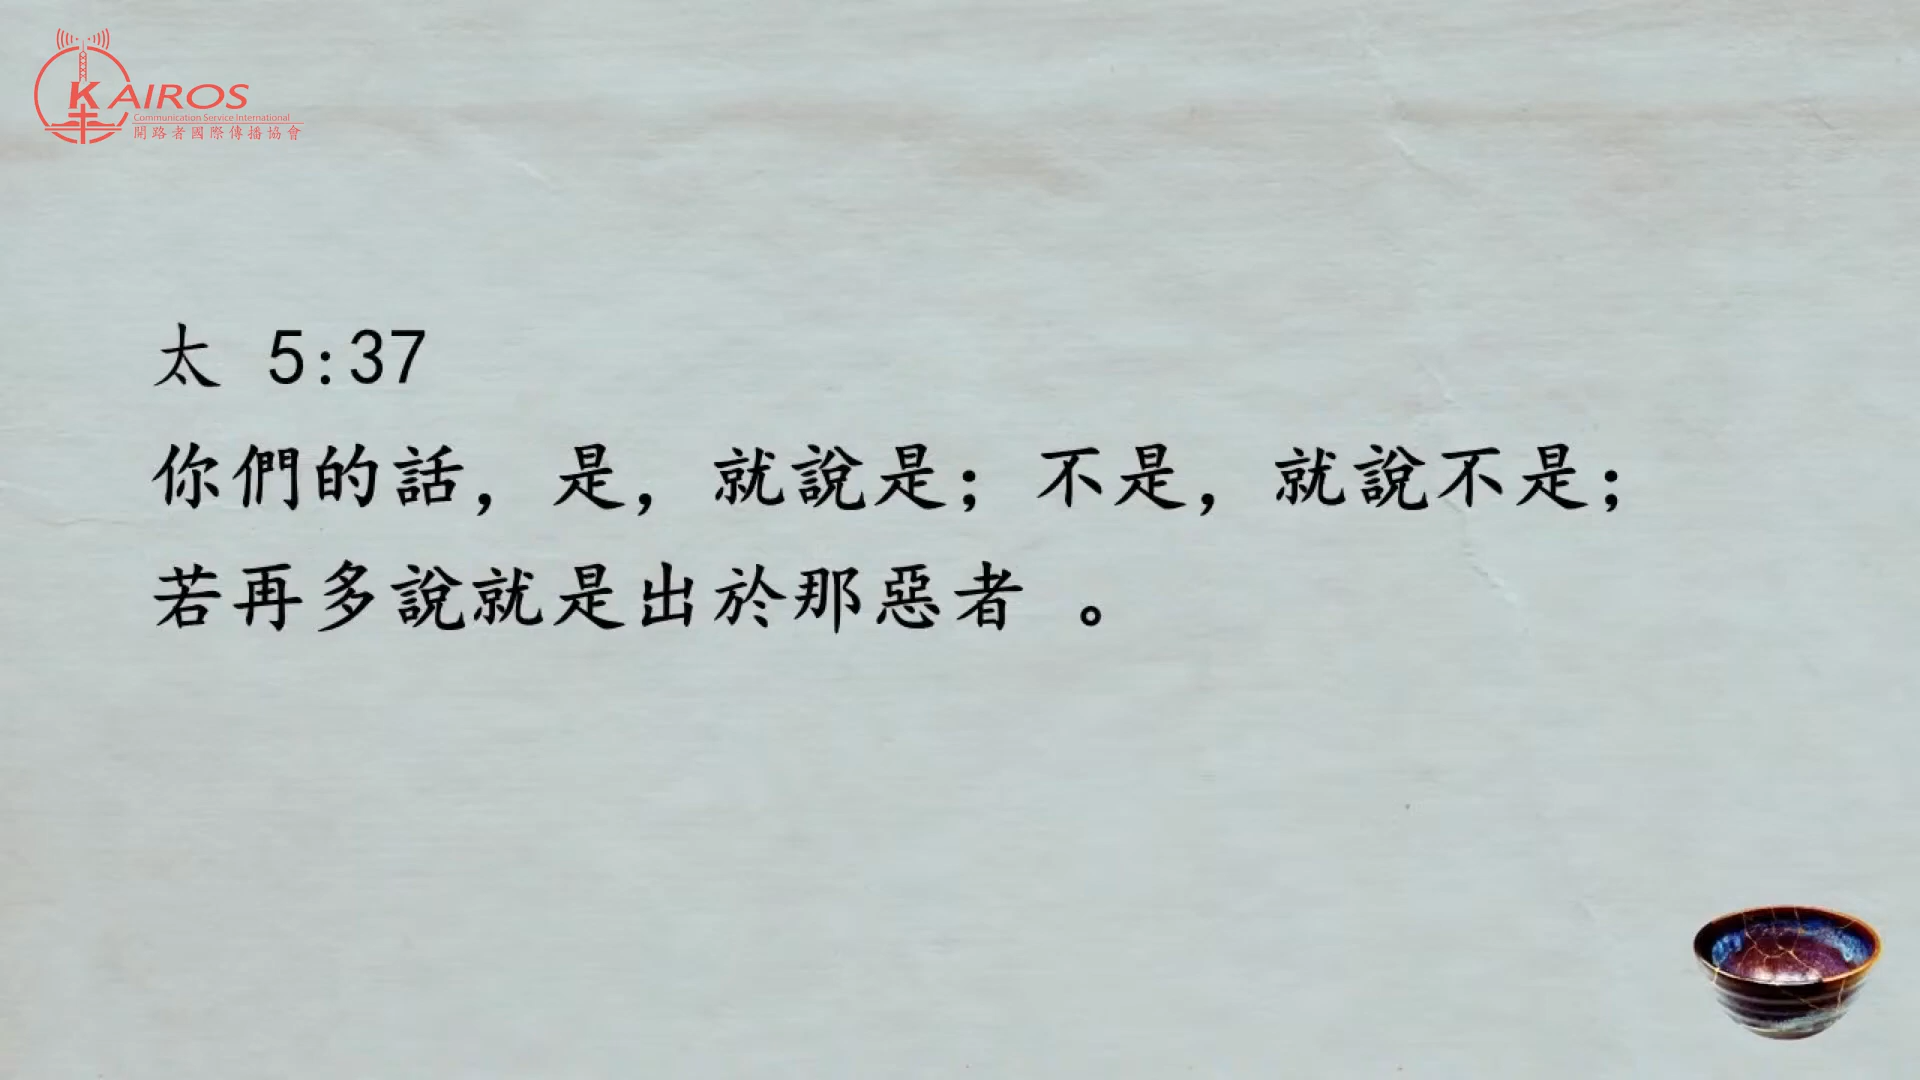 KAIROS
Communication Service International
開路者國際傳播協會
太 5:37
你們的話，是，就說是；不是，就說不是；
若再多說就是出於那惡者 。